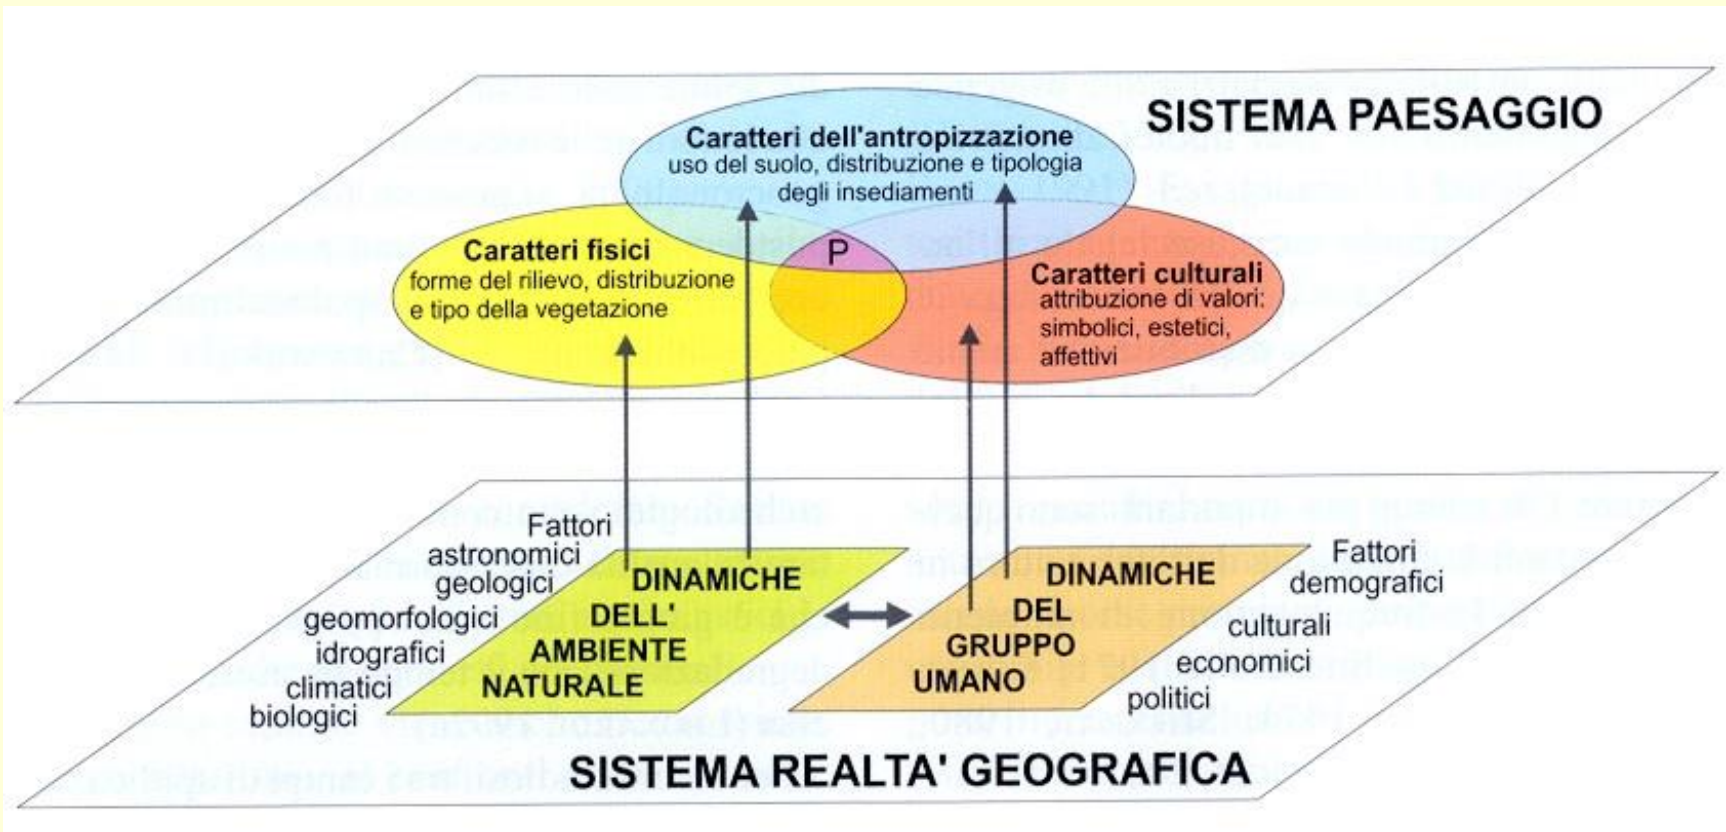 SISTEMA PAESAGGIO
Caratteri dell'antropizzazione
uso del suolo, distribuzione e tipologia
degli insediamenti
Caratteri fisici
forme del rilievo, distribuzione
e tipo della vegetazione
P
Caratteri culturali
attribuzione di valori:
simbolici, estetici,
affettivi
Fattori
astronomici
geologici
geomorfologici
idrografici
climatici
biologici
DINAMICHE
DELL'
AMBIENTE
NATURALE
DINAMICHE
DEL
GRUPPO
UMANO
Fattori
demografici
culturali
economici
politici
SISTEMA REALTA' GEOGRAFICA